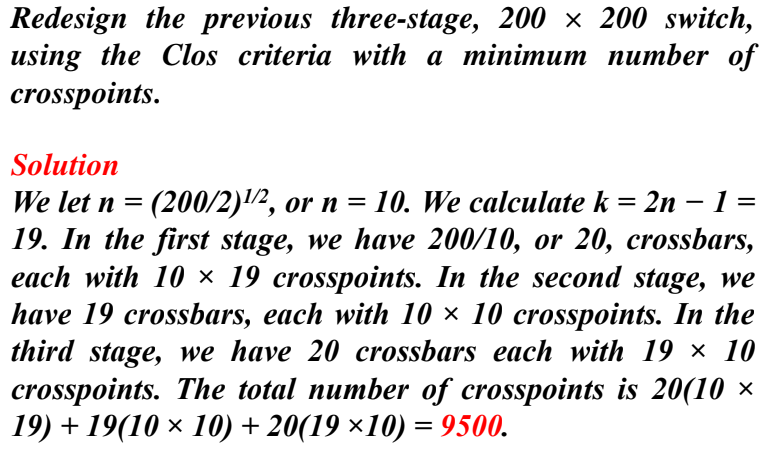 Redesign the previous three-stage, 200 × 200 switch,
using the Clos criteria with a minimum number of
crosspoints.
Solution
We let n = (200/2)1/2, or n = 10. We calculate k = 2n − 1 =
19. In the first stage, we have 200/10, or 20, crossbars,
each with 10 × 19 crosspoints. In the second stage, we
have 19 crossbars, each with 10 × 10 crosspoints. In the
third stage, we have 20 crossbars each with 19 × 10
crosspoints. The total number of crosspoints is 20(10 ×
19) + 19(10 × 10) + 20(19 ×10) = 9500.